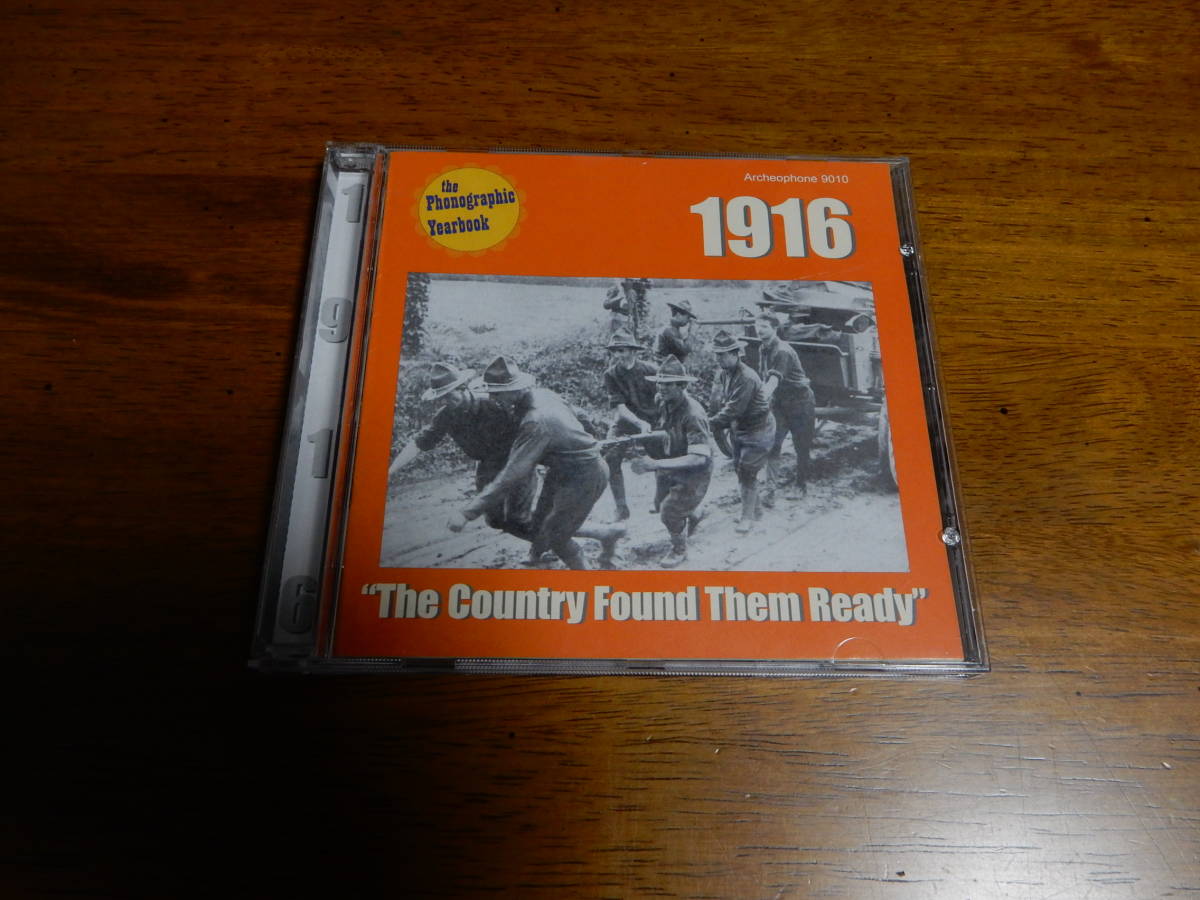 the
Phonographic
Yearbook
Archeophone 9010
1916
"The Country Found Them Ready"
1
9
1
6